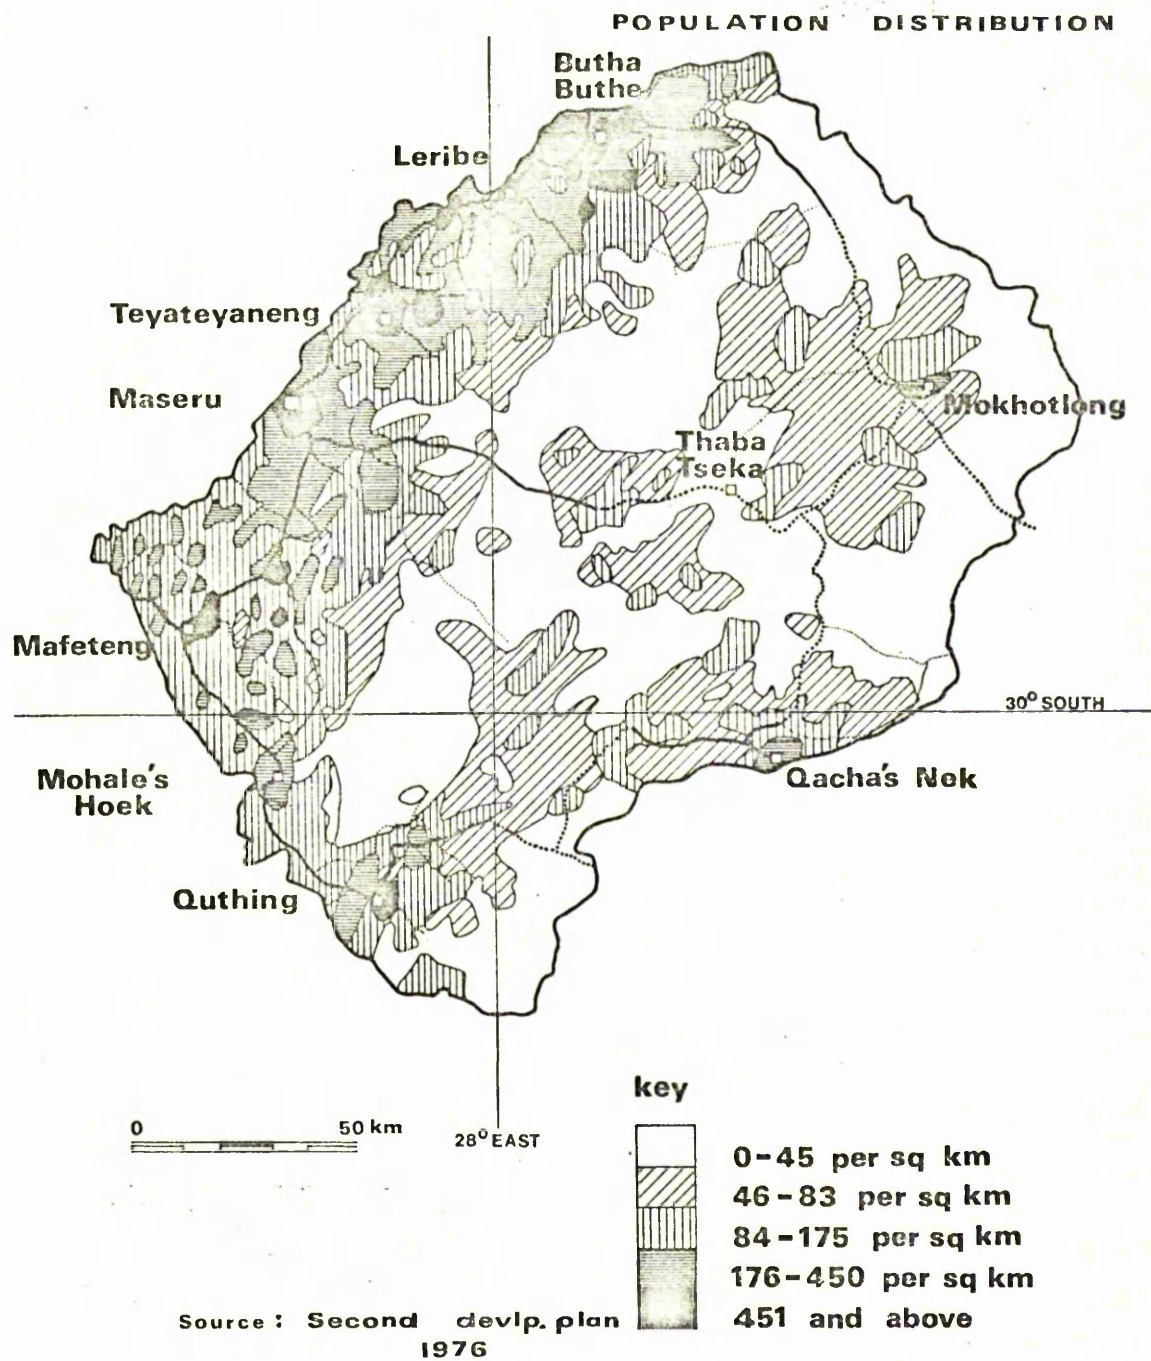 POPULATION DISTRIBUTION
Butha
Buthe
Leribe
Teyateyaneng
Maseru
Mokhotlong
Thaba
Tseka
Mafeteng
30° SOUTH
Mohale's
Hoek
Qacha's Nek
Quthing
key
0 50 km
28° EAST
0-45 per sq km
46-83 per sq km
84-175 per sq km
176-450 per sq km
451 and above
Source: Second devlp. plan
1976